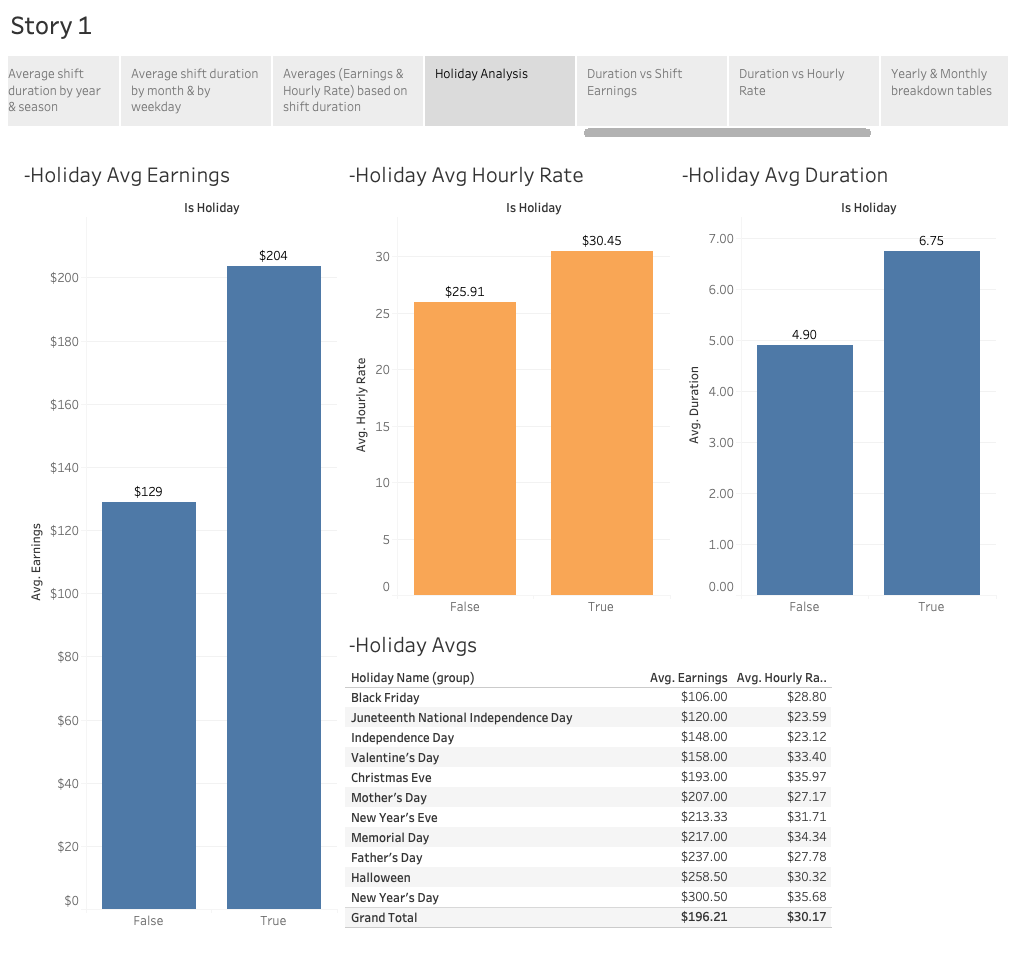 Story 1
Average shift
duration by year
& season
Average shift duration
by month & by
weekday
Averages (Earnings &
Hourly Rate) based on
shift duration
Holiday Analysis
Duration vs Shift
Earnings
Duration vs Hourly
Rate
Yearly & Monthly
breakdown tables
-Holiday Avg Earnings
Is Holiday
$204
$129
$200
$180
$160
$140
$120
$100
$80
$60
$40
$20
$0
Avg. Earnings
False
True
-Holiday Avg Hourly Rate
Is Holiday
$30.45
$25.91
30
25
20
15
10
5
0
Avg. Hourly Rate
False
True
-Holiday Avg Duration
Is Holiday
6.75
4.90
7.00
6.00
5.00
4.00
3.00
2.00
1.00
0.00
Avg. Duration
False
True
-Holiday Avgs
Holiday Name (group) Avg. Earnings Avg. Hourly Ra..
Black Friday $106.00 $28.80
Juneteenth National Independence Day $120.00 $23.59
Independence Day $148.00 $23.12
Valentine's Day $158.00 $33.40
Christmas Eve $193.00 $35.97
Mother's Day $207.00 $27.17
New Year's Eve $213.33 $31.71
Memorial Day $217.00 $34.34
Father's Day $237.00 $27.78
Halloween $258.50 $30.32
New Year's Day $300.50 $35.68
Grand Total $196.21 $30.17